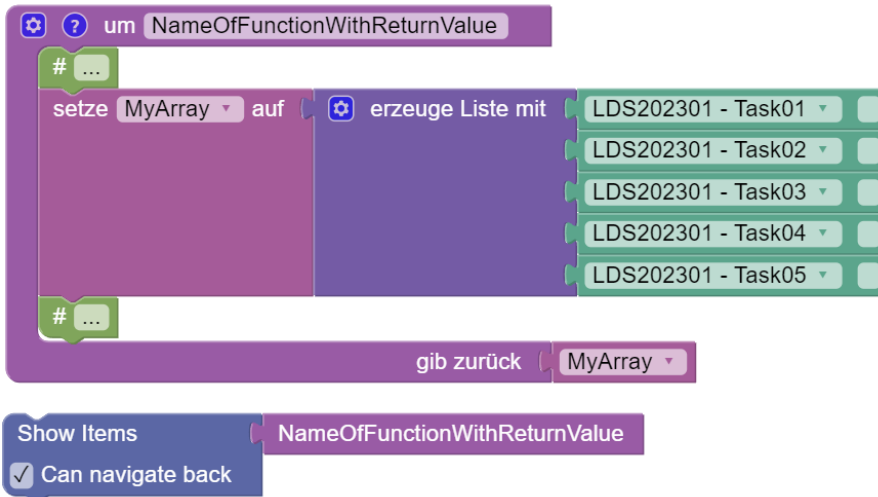 ? um NameOfFunctionWithReturnValue
# ...
setze MyArray auf erzeuge Liste mit LDS202301 - Task01
LDS202301 - Task02
LDS202301 - Task03
LDS202301 - Task04
LDS202301 - Task05
# ...
gib zurück MyArray
Show Items NameOfFunctionWithReturnValue
Can navigate back